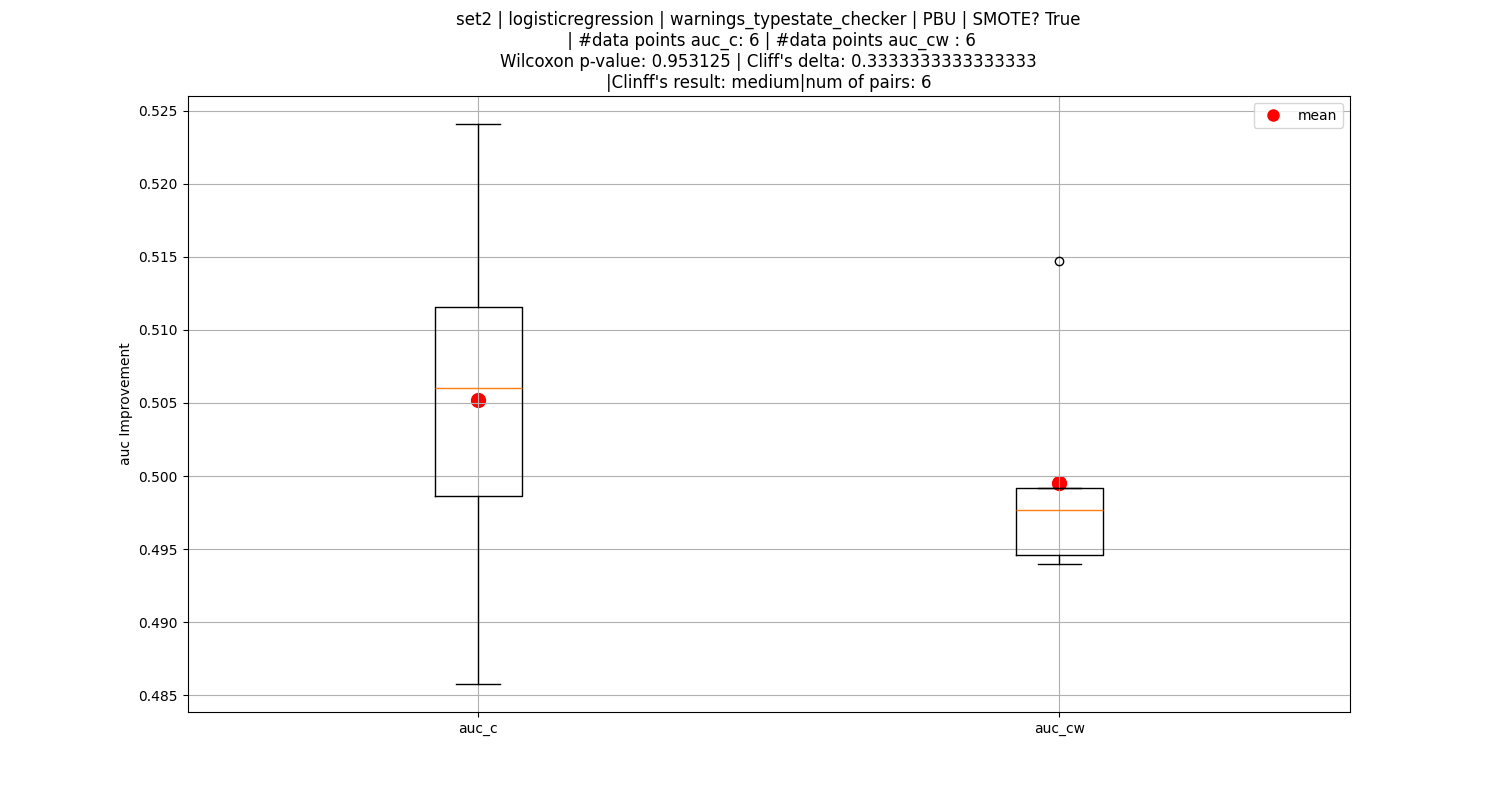 set2 | logisticregression | warnings_typestate_checker | PBU | SMOTE? True
| #data points auc_c: 6 | #data points auc_cw : 6
Wilcoxon p-value: 0.953125 | Cliff's delta: 0.3333333333333333
|Clinff's result: medium|num of pairs: 6
mean
0.525
0.520
0.515
0.510
0.505
0.500
0.495
0.490
0.485
auc Improvement
auc_c
auc_cw